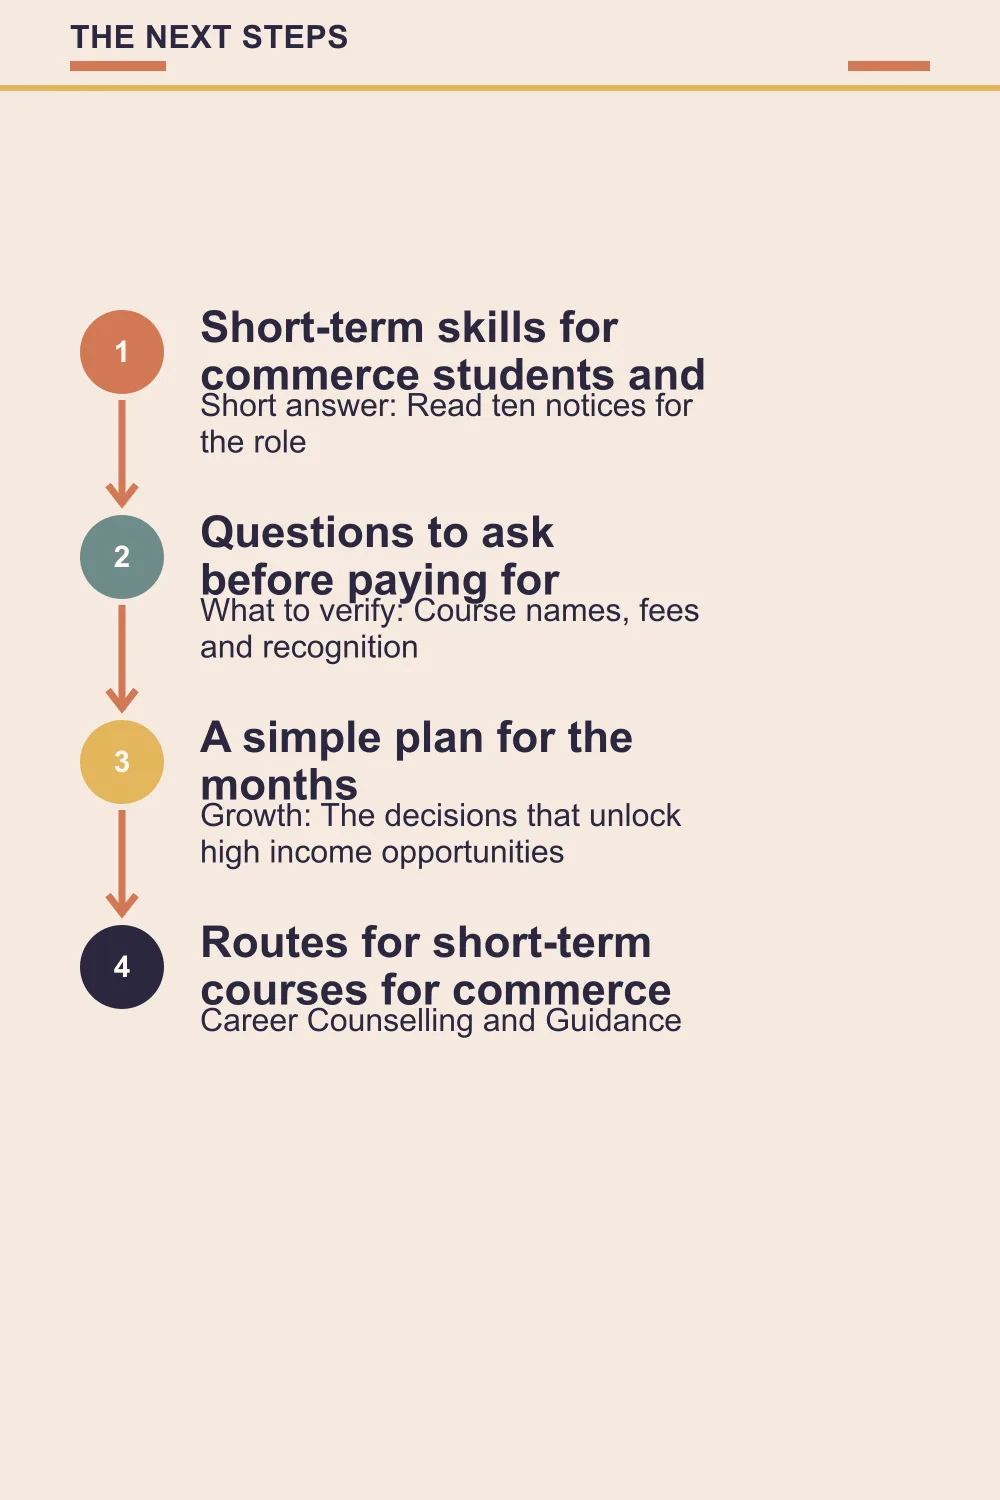 THE NEXT STEPS
1
Short-term skills for
commerce students and
Short answer: Read ten notices for
the role
2
Questions to ask
before paying for
What to verify: Course names, fees
and recognition
3
A simple plan for the
months
Growth: The decisions that unlock
high income opportunities
4
Routes for short-term
courses for commerce
Career Counselling and Guidance